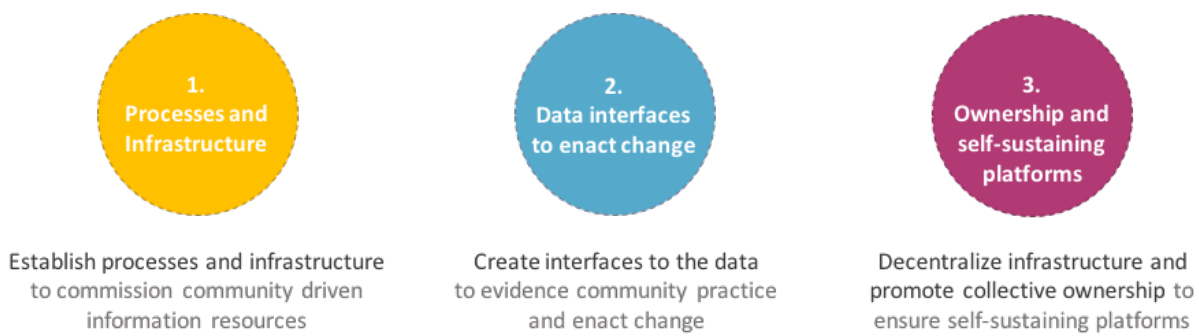 1.
Processes and
Infrastructure
Establish processes and infrastructure
to commission community driven
information resources
2.
Data interfaces
to enact change
Create interfaces to the data
to evidence community practice
and enact change
3.
Ownership and
self-sustaining
platforms
Decentralize infrastructure and
promote collective ownership to
ensure self-sustaining platforms